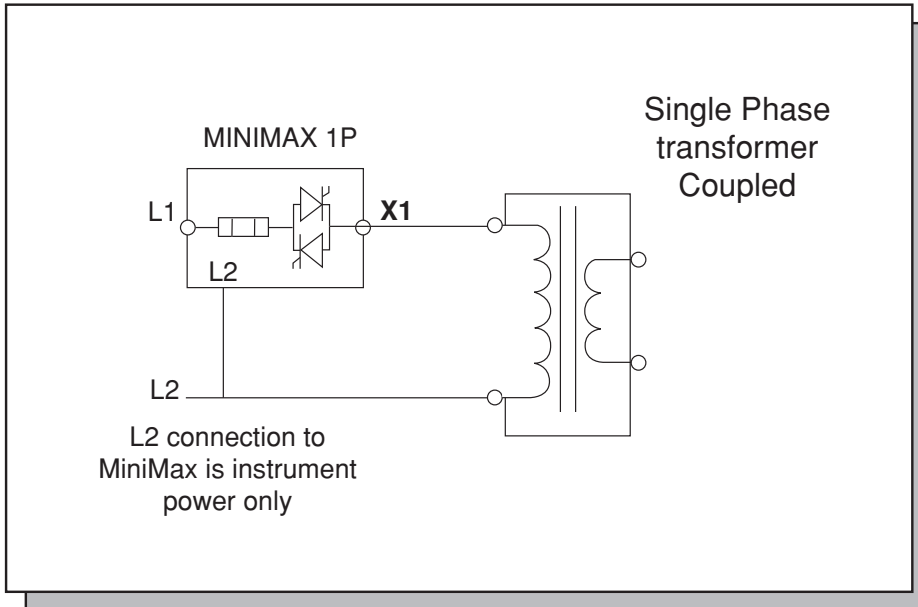 Single Phase
transformer
Coupled
MINIMAX 1P
L1
X1
L2
L2
L2 connection to
MiniMax is instrument
power only